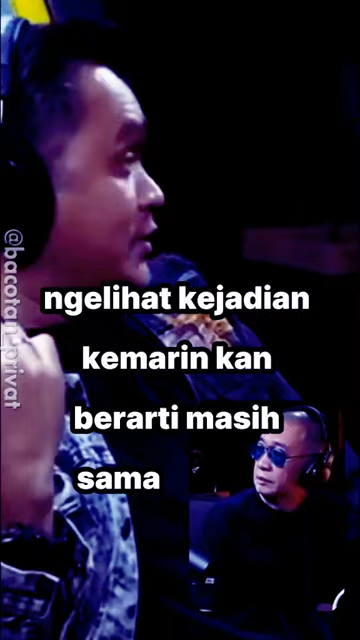 ngelihat kejadian
kemarin kan
berarti masih
sama
@bacotan_privat